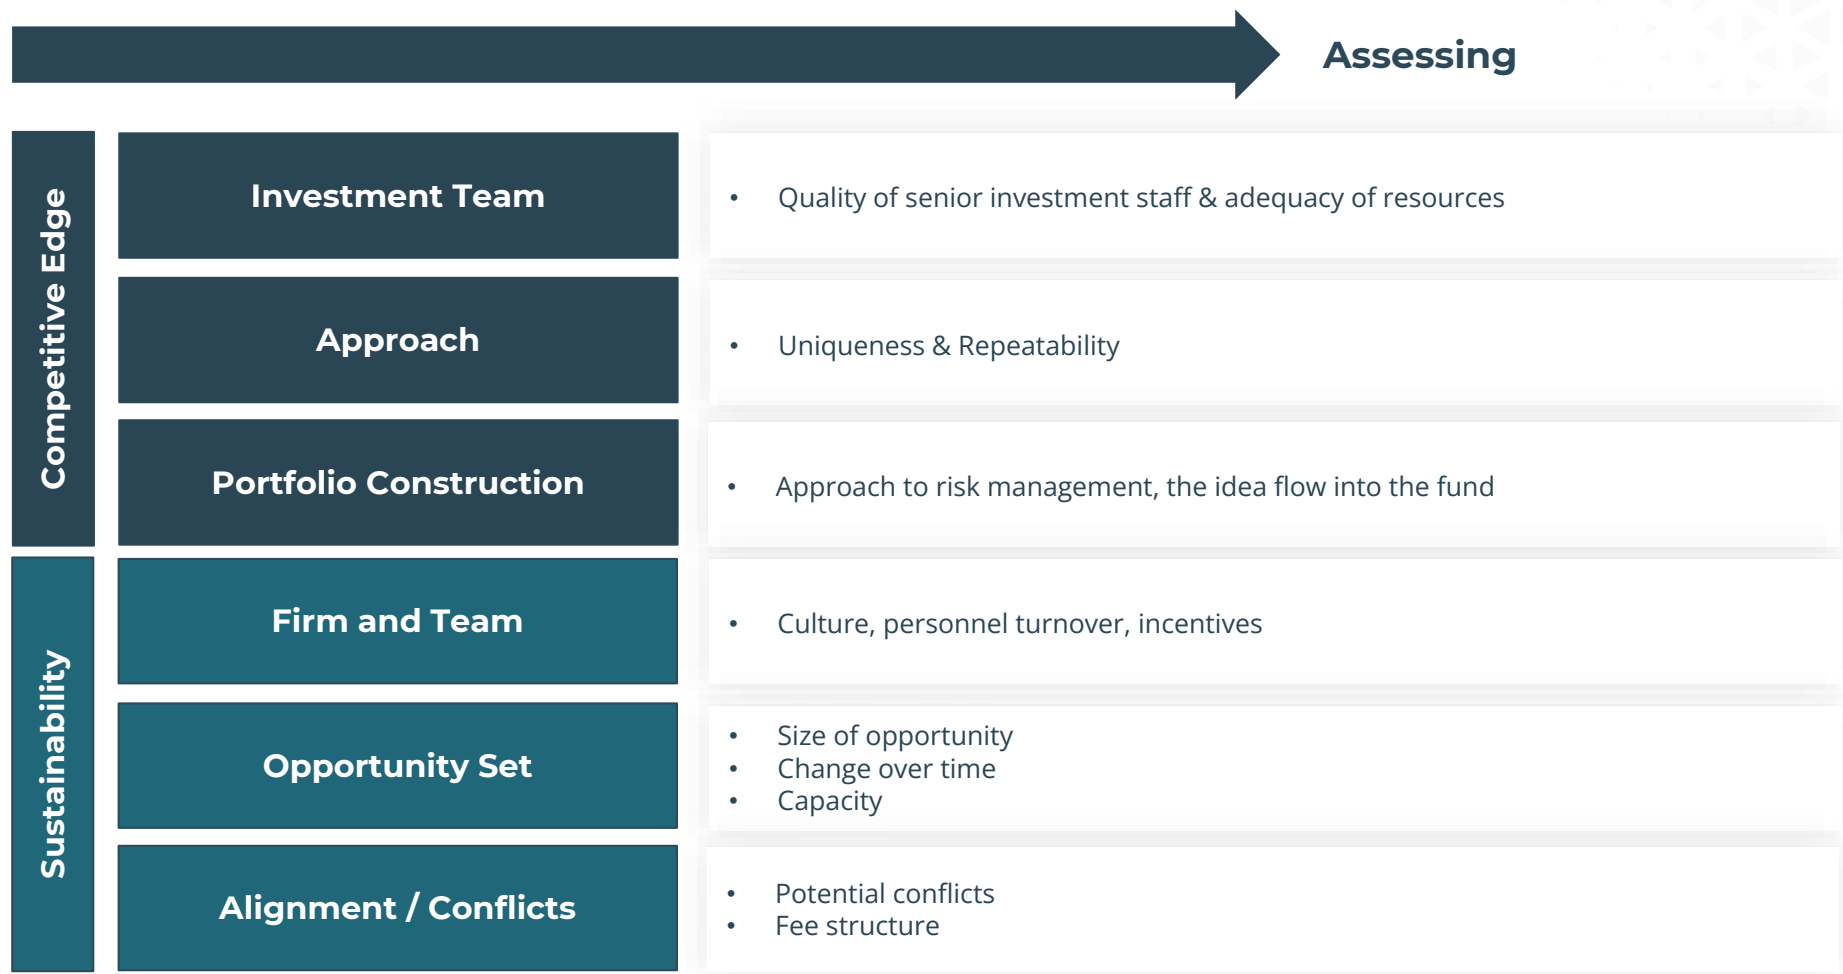 Assessing
Competitive Edge
Investment Team
• Quality of senior investment staff & adequacy of resources
Approach
• Uniqueness & Repeatability
Portfolio Construction
• Approach to risk management, the idea flow into the fund
Sustainability
Firm and Team
• Culture, personnel turnover, incentives
Opportunity Set
• Size of opportunity
• Change over time
• Capacity
Alignment / Conflicts
• Potential conflicts
• Fee structure